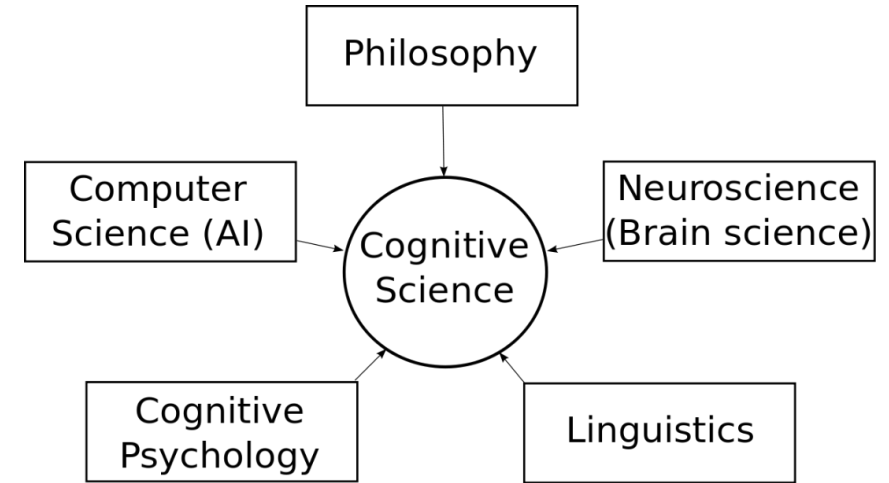 Philosophy
Computer
Science (AI)
Neuroscience
(Brain science)
Cognitive
Science
Cognitive
Psychology
Linguistics